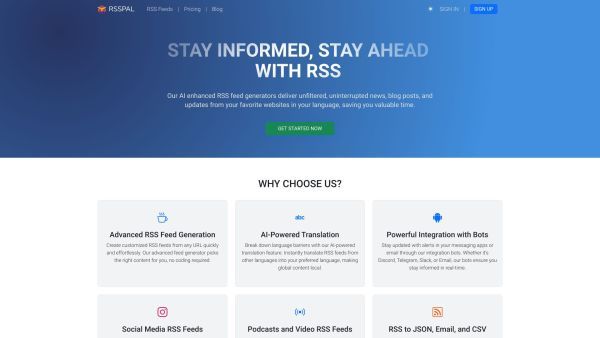 RSSPAL
RSS Feeds | Pricing | Blog
SIGN IN | SIGN UP
STAY INFORMED, STAY AHEAD
WITH RSS
Our AI enhanced RSS feed generators deliver unfiltered, uninterrupted news, blog posts, and
updates from your favorite websites in your language, saving you valuable time.
GET STARTED NOW
WHY CHOOSE US?
Advanced RSS Feed Generation
Create customized RSS feeds from any URL quickly
and effortlessly. Our advanced feed generator picks
the right content for you, no coding required.
abc
AI-Powered Translation
Break down language barriers with our AI-powered
translation feature. Instantly translate RSS feeds from
other languages into your preferred language, making
global content local.
Powerful Integration with Bots
Stay updated with alerts in your messaging apps or
email through our integration bots. Whether it's
Discord, Telegram, Slack, or Email, our bots ensure you
stay informed in real-time.
Social Media RSS Feeds
Podcasts and Video RSS Feeds
RSS to JSON, Email, and CSV